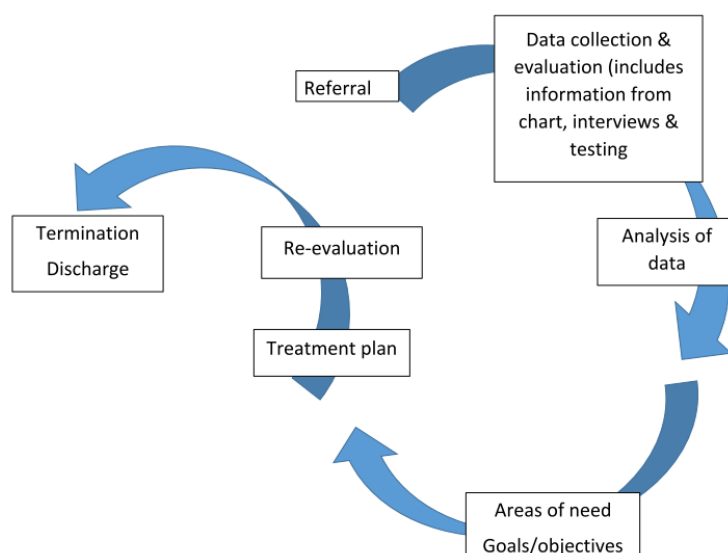 Referral
Data collection &
evaluation (includes
information from
chart, interviews &
testing
Analysis of
data
Areas of need
Goals/objectives
Treatment plan
Re-evaluation
Termination
Discharge